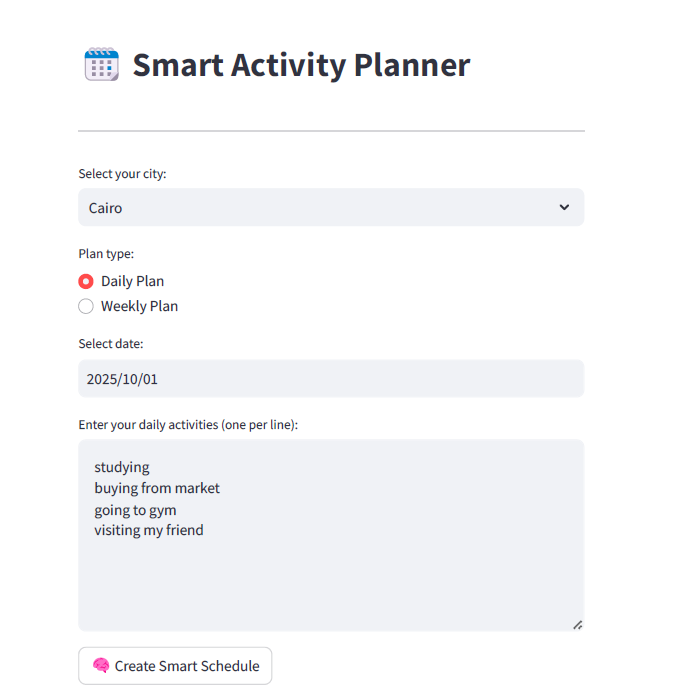 Smart Activity Planner
Select your city:
Cairo
Plan type:
Daily Plan
Weekly Plan
Select date:
2025/10/01
Enter your daily activities (one per line):
studying
buying from market
going to gym
visiting my friend
Create Smart Schedule